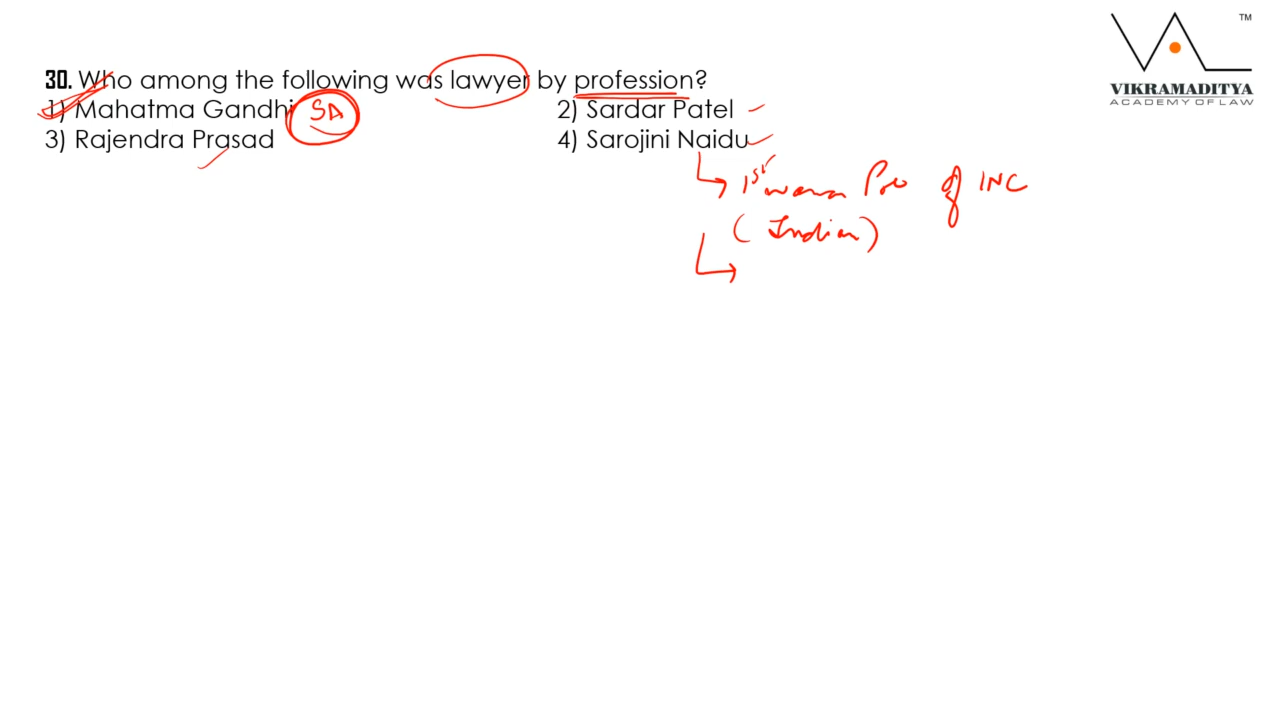 TM
VIKRAMADITYA
ACADEMY OF LAW
30. Who among the following was lawyer by profession?
1) Mahatma Gandhi SA
2) Sardar Patel
3) Rajendra Prasad
4) Sarojini Naidu
1st woman Pre of INC
(Indian)